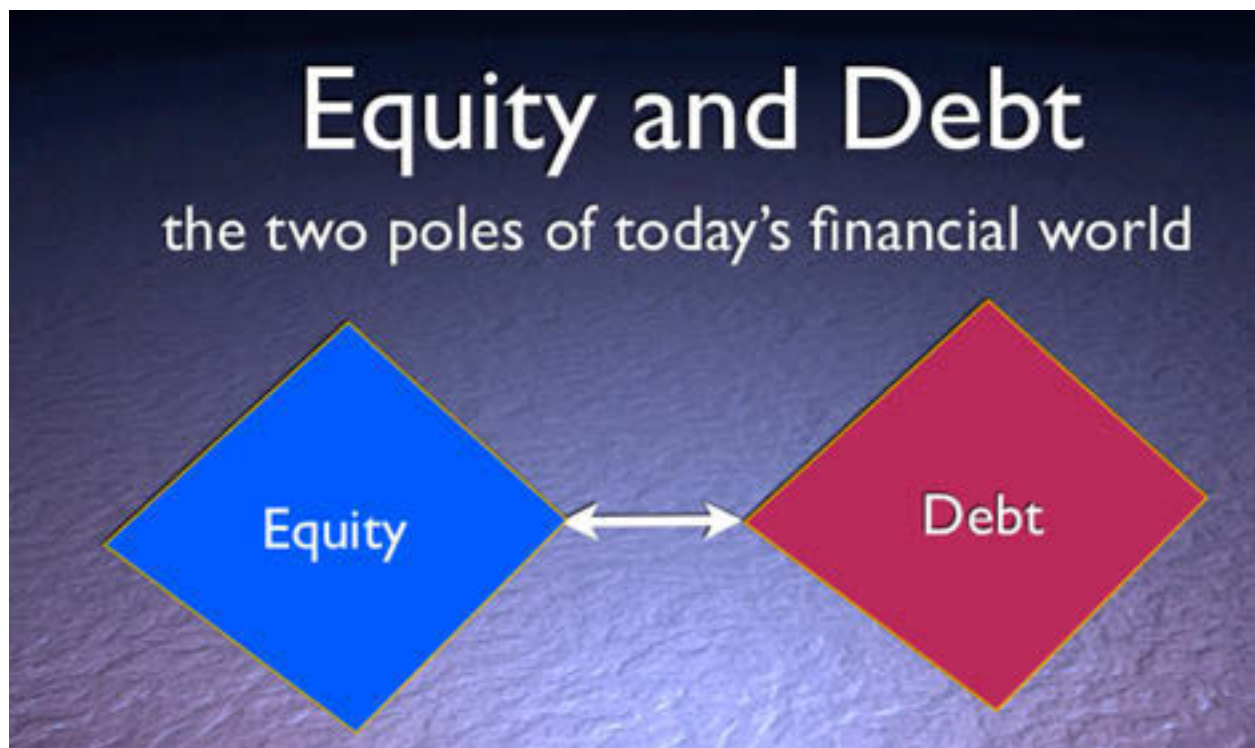 Equity and Debt
the two poles of today’s financial world
Equity
Debt